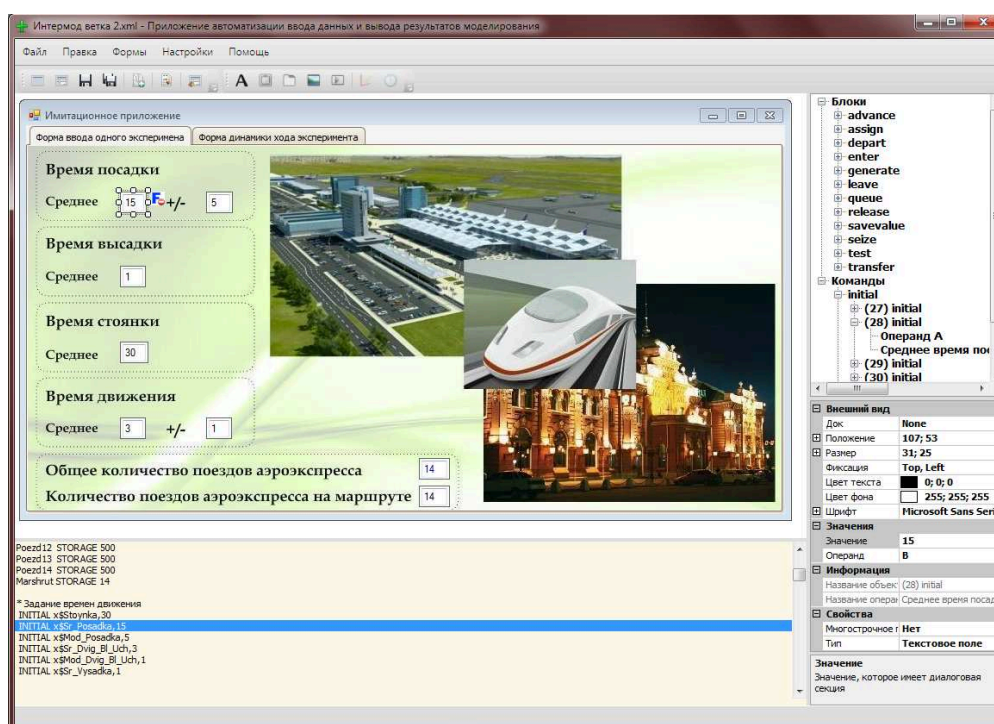 Интермод ветка 2.xml - Приложение автоматизации ввода данных и вывода результатов моделирования
Файл Правка Формы Настройки Помощь
A
Имитационное приложение
Форма ввода одного эксперимена Форма динамики хода эксперимента
Время посадки
Среднее 15 F +/- 5
Время высадки
Среднее 1
Время стоянки
Среднее 30
Время движения
Среднее 3 +/- 1
Общее количество поездов аэроэкспресса 14
Количество поездов аэроэкспресса на маршруте 14
Poezd12 STORAGE 500
Poezd13 STORAGE 500
Poezd14 STORAGE 500
Marshrut STORAGE 14
* Задание времен движения
INITIAL x$Stoynka,30
INITIAL x$Sr_Posadka,15
INITIAL x$Mod_Posadka,5
INITIAL x$Sr_Dvig_Bl_Uch,3
INITIAL x$Mod_Dvig_Bl_Uch,1
INITIAL x$Sr_Vysadka,1
Блоки
advance
assign
depart
enter
generate
leave
queue
release
savevalue
seize
test
transfer
Команды
initial
(27) initial
(28) initial
Операнд A
Среднее время пос
(29) initial
(30) initial
Внешний вид
Док None
Положение 107; 53
Размер 31; 25
Фиксация Top, Left
Цвет текста 0; 0; 0
Цвет фона 255; 255; 255
Шрифт Microsoft Sans Seri
Значения
Значение 15
Операнд B
Информация
Название объек (28) initial
Название опера Среднее время посад
Свойства
Многострочное г Нет
Тип Текстовое поле
Значение
Значение, которое имеет диалоговая
секция